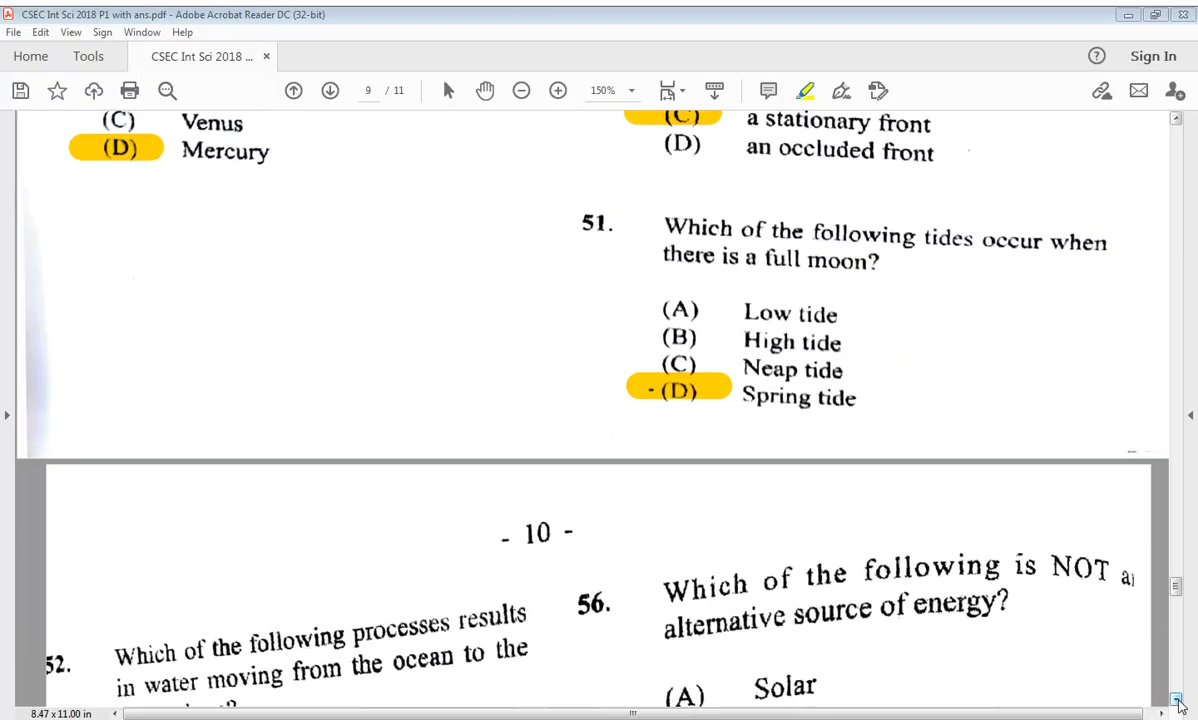 CSEC Int Sci 2018 P1 with ans.pdf - Adobe Acrobat Reader DC (32-bit)
File Edit View Sign Window Help
Home Tools CSEC Int Sci 2018 ... × ? Sign In
9 / 11 150%
(C) Venus
(D) Mercury
(C) a stationary front
(D) an occluded front
51. Which of the following tides occur when
there is a full moon?
(A) Low tide
(B) High tide
(C) Neap tide
- (D) Spring tide
- 10 -
52. Which of the following processes results
in water moving from the ocean to the
56. Which of the following is NOT a
alternative source of energy?
(A) Solar
8.47 x 11.00 in